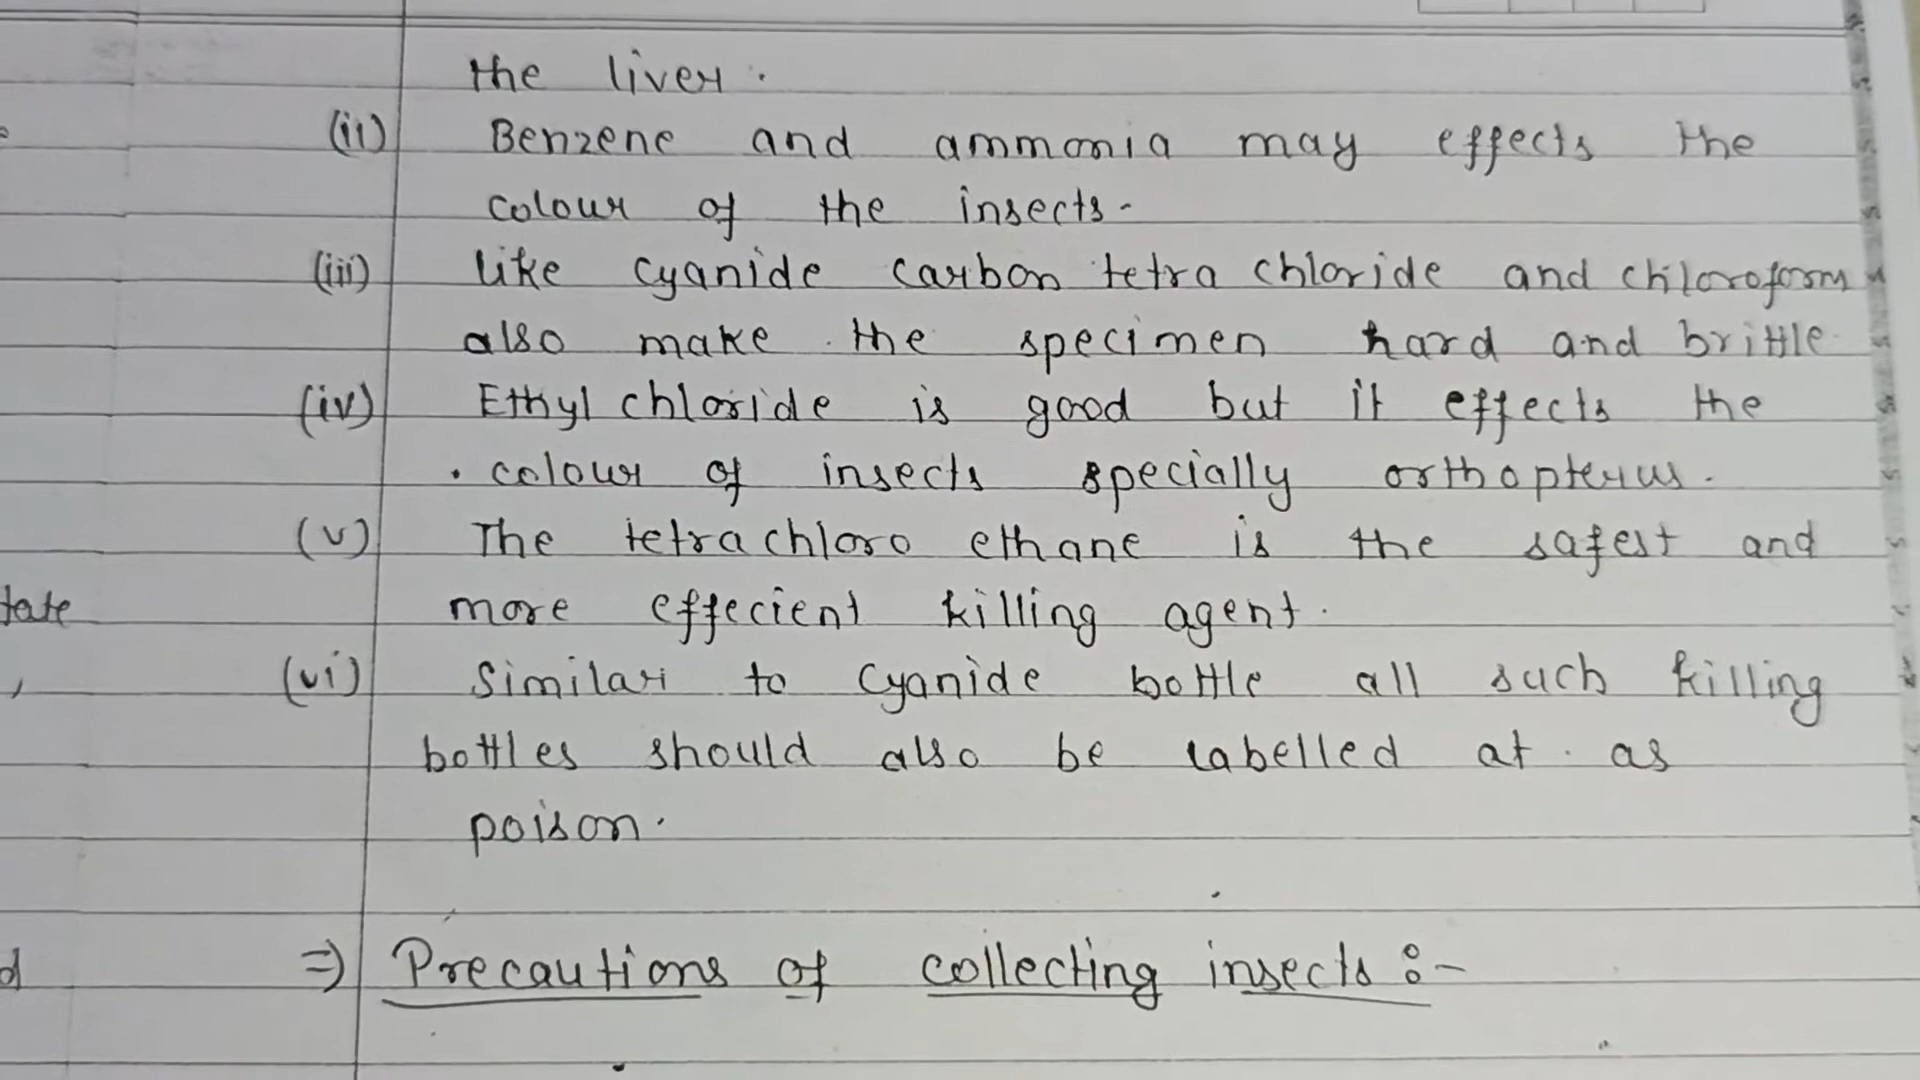 the liver.
(ii) Benzene and ammonia may effects the
colour of the insects-
(iii) like cyanide carbon tetra chloride and chloroform
also make the specimen hard and brittle.
(iv) Ethyl chloride is good but it effects the
colour of insects specially orthopterus.
(v) The tetrachloro ethane is the safest and
tate more effecient killing agent.
(vi) Similar to cyanide bottle all such killing
bottles should also be labelled at as
poison.
d => Precautions of collecting insects :-